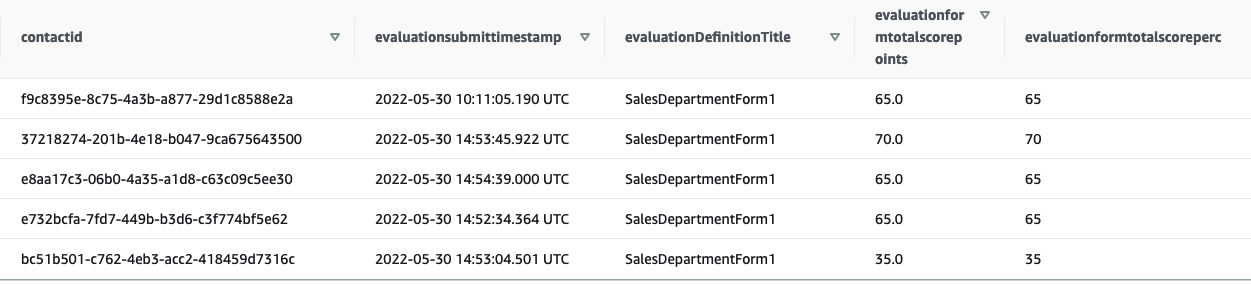 contactid evaluationsubmittimestamp evaluationDefinitionTitle evaluationfor mtotalscorep oints evaluationformtotalscoreperc
f9c8395e-8c75-4a3b-a877-29d1c8588e2a 2022-05-30 10:11:05.190 UTC SalesDepartmentForm1 65.0 65
37218274-201b-4e18-b047-9ca675643500 2022-05-30 14:53:45.922 UTC SalesDepartmentForm1 70.0 70
e8aa17c3-06b0-4a35-a1d8-c63c09c5ee30 2022-05-30 14:54:39.000 UTC SalesDepartmentForm1 65.0 65
e732bcfa-7fd7-449b-b3d6-c3f774bf5e62 2022-05-30 14:52:34.364 UTC SalesDepartmentForm1 65.0 65
bc51b501-c762-4eb3-acc2-418459d7316c 2022-05-30 14:53:04.501 UTC SalesDepartmentForm1 35.0 35